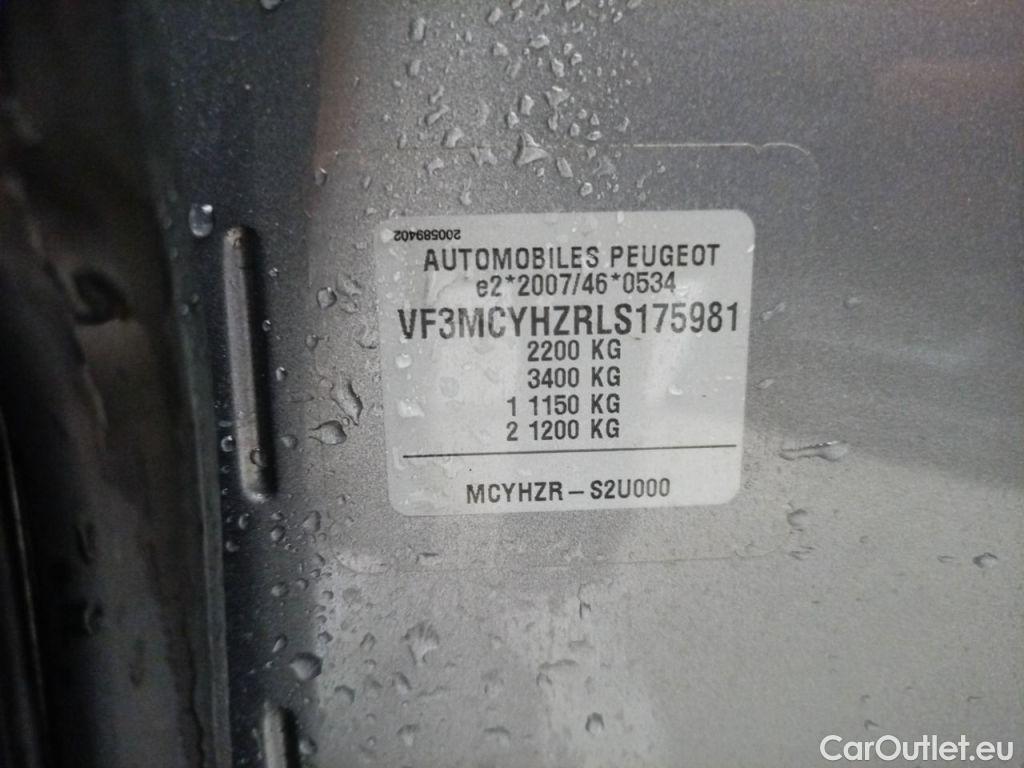 200589402
AUTOMOBILES PEUGEOT
e2*2007/46*0534
VF3MCYHZRLS175981
2200 KG
3400 KG
1 1150 KG
2 1200 KG
MCYHZR – S2U000
CarOutlet.eu